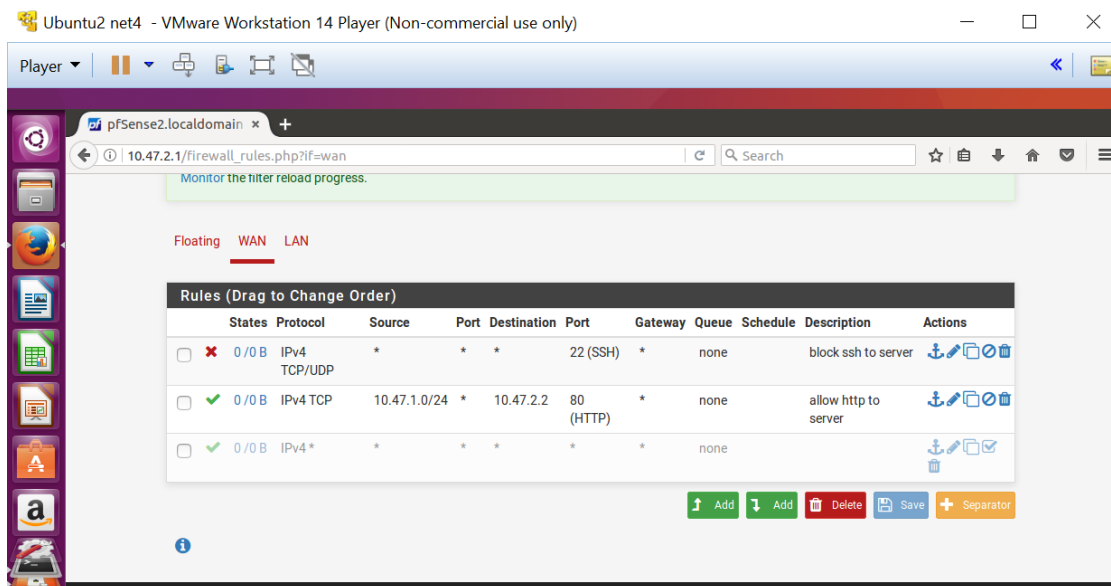 Ubuntu2 net4 - VMware Workstation 14 Player (Non-commercial use only)
Player
pfSense2.localdomain
10.47.2.1/firewall_rules.php?if=wan
Search
Monitor the filter reload progress.
Floating WAN LAN
Rules (Drag to Change Order)
States Protocol Source Port Destination Port Gateway Queue Schedule Description Actions
0/0 B IPv4 TCP/UDP * * * 22 (SSH) * none block ssh to server
0/0 B IPv4 TCP 10.47.1.0/24 * 10.47.2.2 80 (HTTP) * none allow http to server
0/0 B IPv4 * * * * * * none
Add Add Delete Save Separator